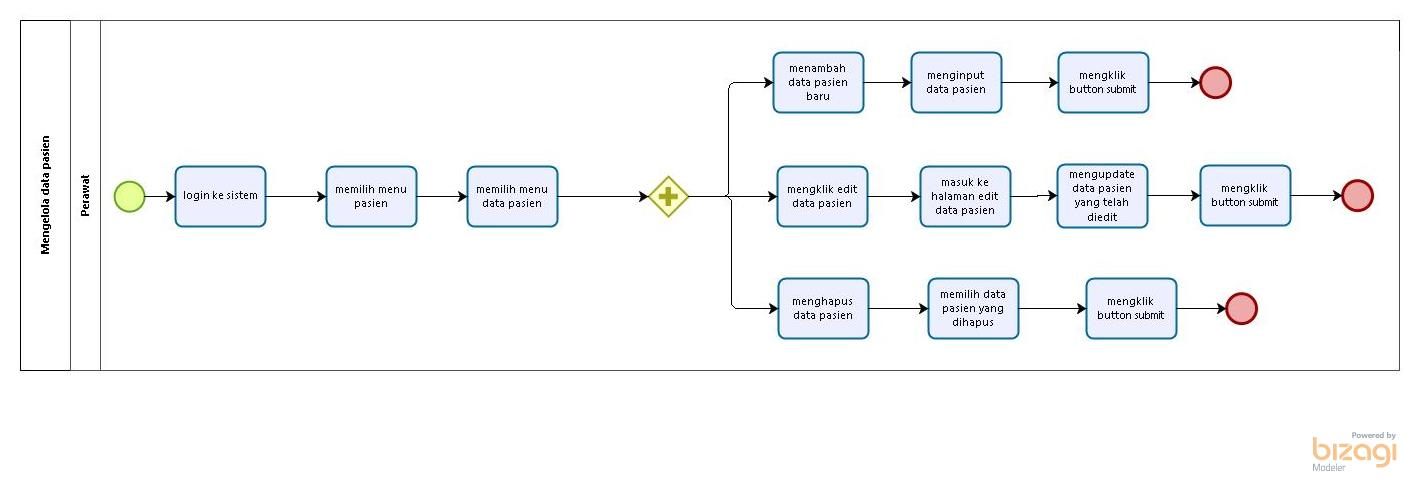 Mengelola data pasien
Perawat
login ke sistem
memilih menu
pasien
memilih menu
data pasien
menambah
data pasien
baru
menginput
data pasien
mengklik
button submit
mengklik edit
data pasien
masuk ke
halaman edit
data pasien
mengupdate
data pasien
yang telah
diedit
mengklik
button submit
menghapus
data pasien
memilih data
pasien yang
dihapus
mengklik
button submit
Powered by
bizagi
Modeler